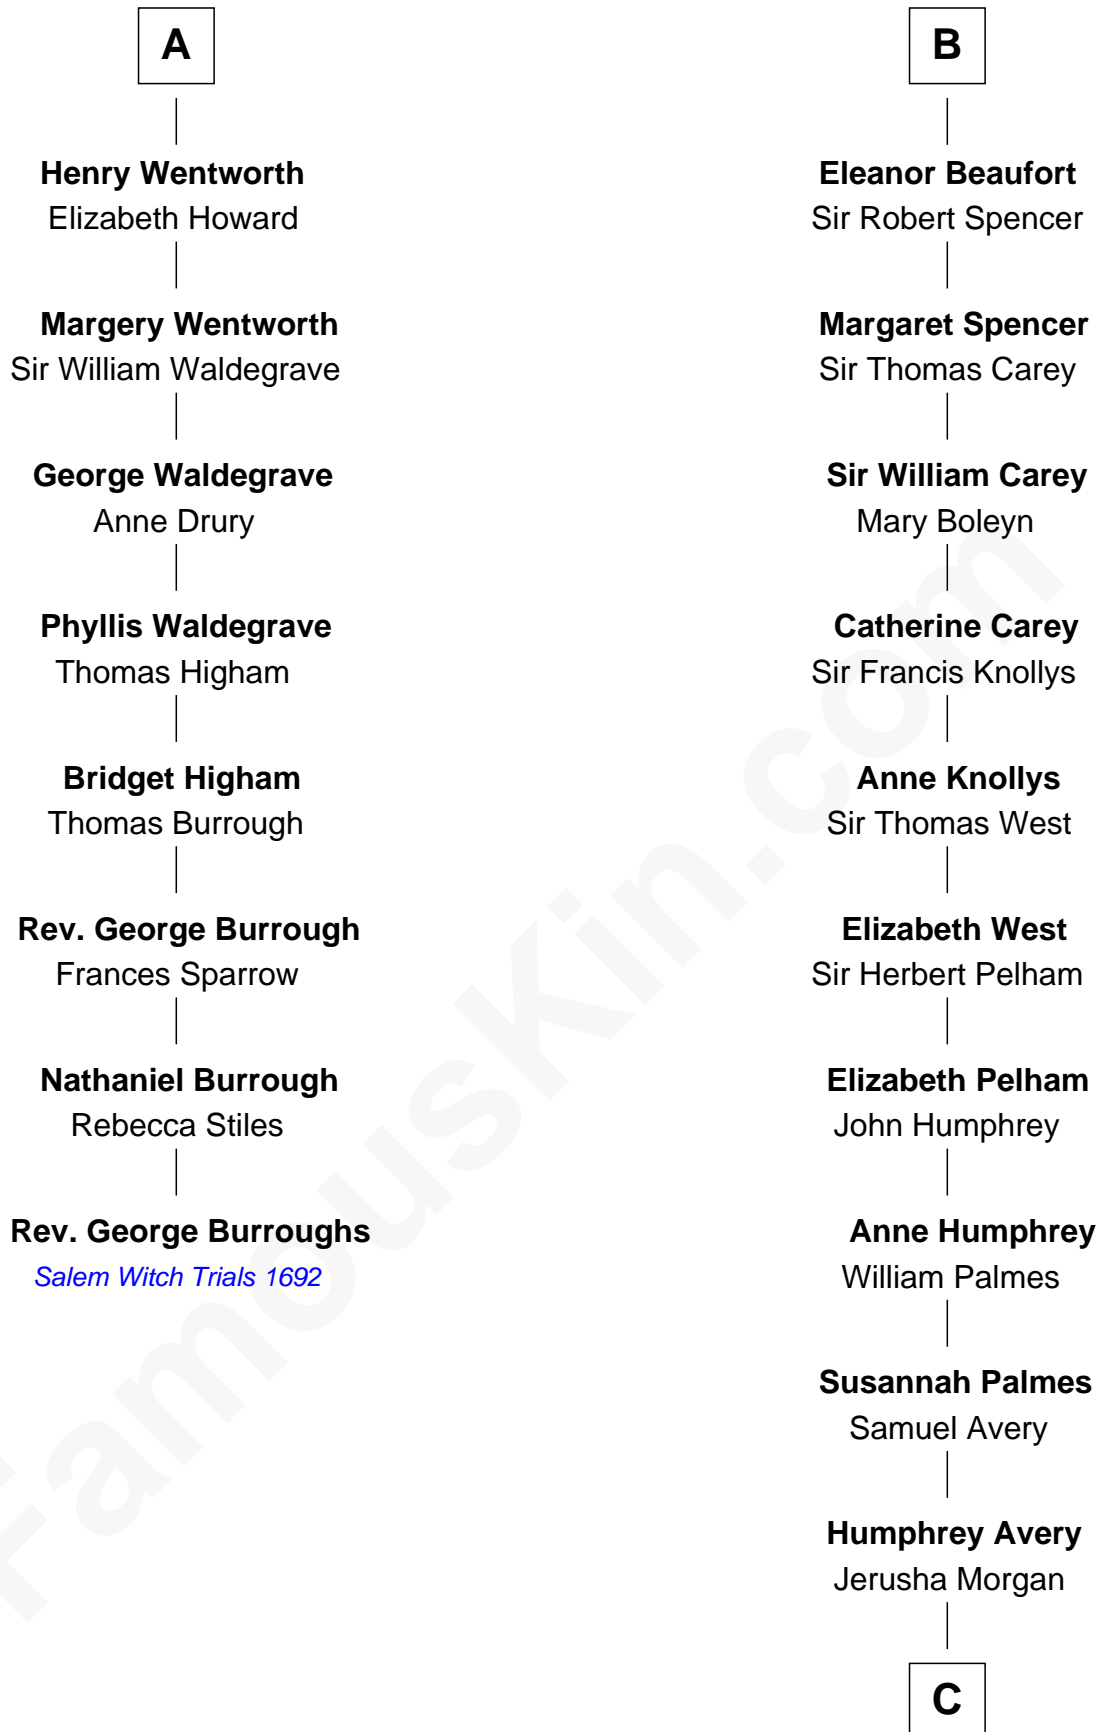 A
Henry Wentworth
Elizabeth Howard
Margery Wentworth
Sir William Waldegrave
George Waldegrave
Anne Drury
Phyllis Waldegrave
Thomas Higham
Bridget Higham
Thomas Burrough
Rev. George Burrough
Frances Sparrow
Nathaniel Burrough
Rebecca Stiles
Rev. George Burroughs
Salem Witch Trials 1692
B
Eleanor Beaufort
Sir Robert Spencer
Margaret Spencer
Sir Thomas Carey
Sir William Carey
Mary Boleyn
Catherine Carey
Sir Francis Knollys
Anne Knollys
Sir Thomas West
Elizabeth West
Sir Herbert Pelham
Elizabeth Pelham
John Humphrey
Anne Humphrey
William Palmes
Susannah Palmes
Samuel Avery
Humphrey Avery
Jerusha Morgan
C
FamousKin.com